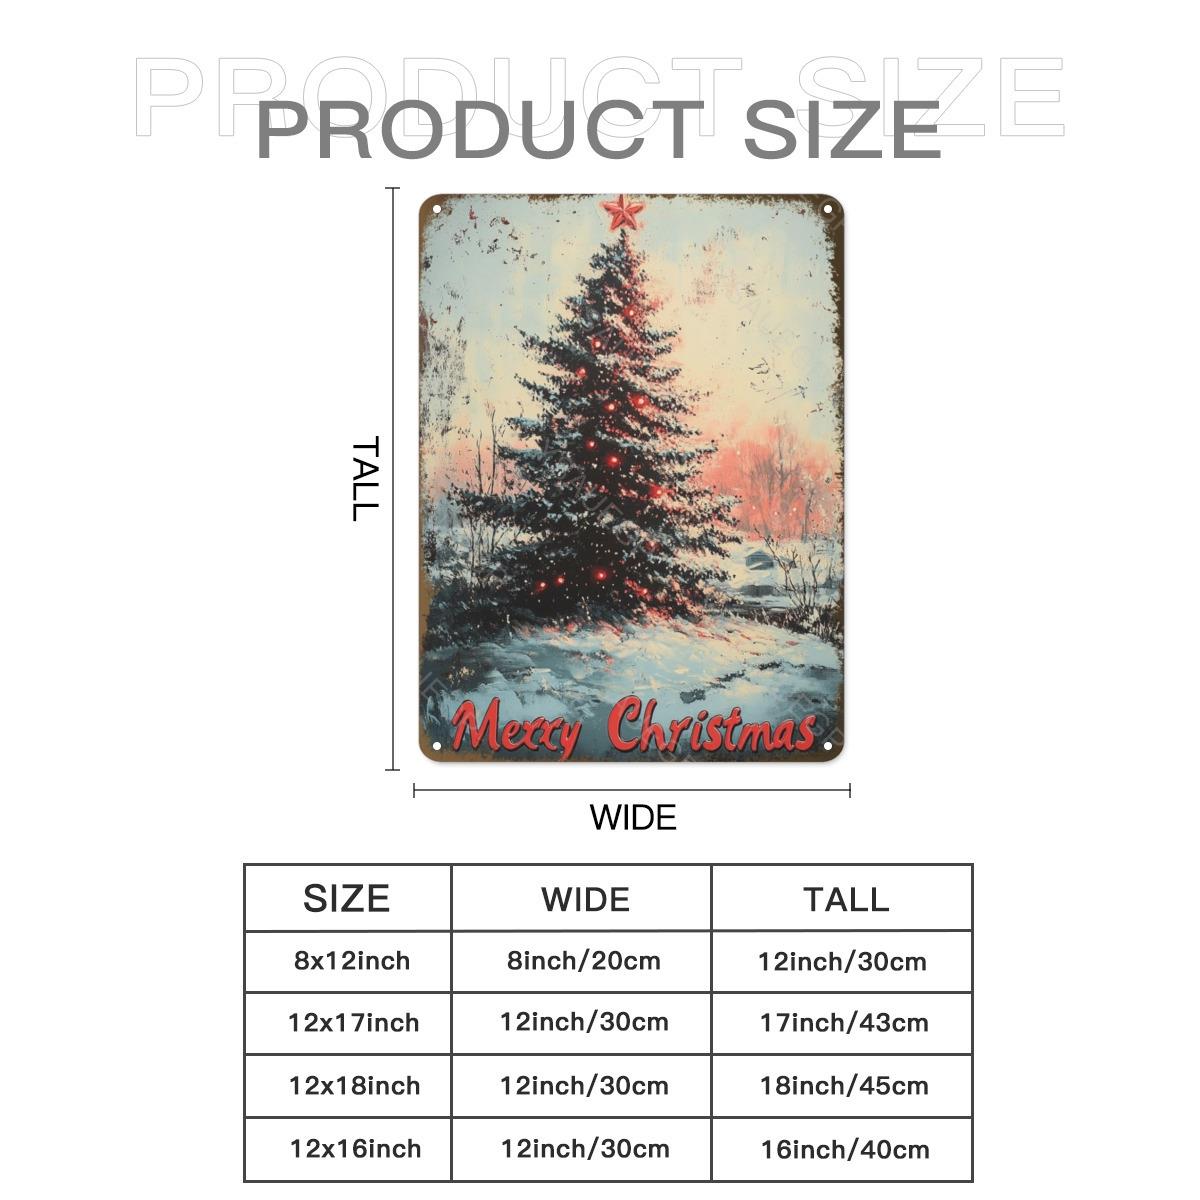 PRODUCT SIZE
PRODUCT SIZE
TALL
Merry Christmas
WIDE
SIZE WIDE TALL
8x12inch 8inch/20cm 12inch/30cm
12x17inch 12inch/30cm 17inch/43cm
12x18inch 12inch/30cm 18inch/45cm
12x16inch 12inch/30cm 16inch/40cm